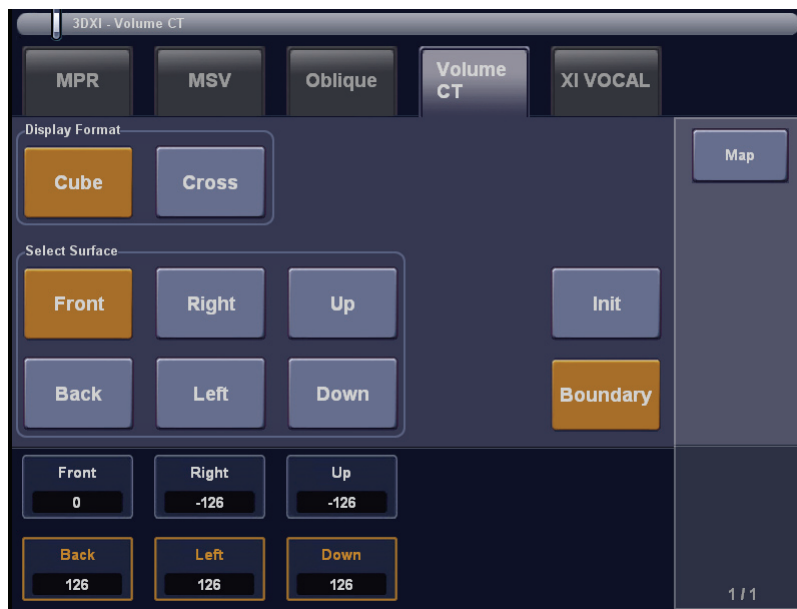 3DXI - Volume CT
MPR
MSV
Oblique
Volume
CT
XI VOCAL
Display Format
Cube
Cross
Map
Select Surface
Front
Right
Up
Init
Back
Left
Down
Boundary
Front
Right
Up
0
-126
-126
Back
Left
Down
126
126
126
1/1